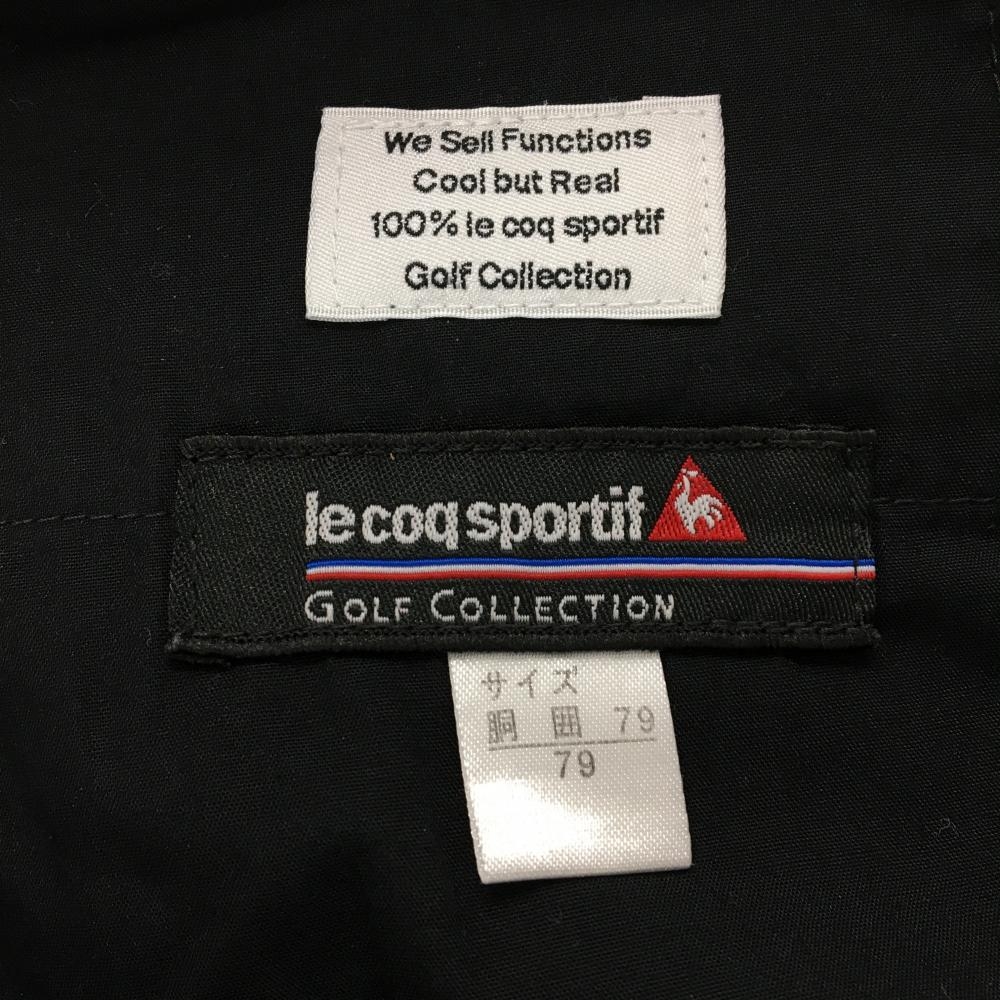 We Sell Functions
Cool but Real
100% le coq sportif
Golf Collection
le coq sportif
GOLF COLLECTION
サイズ
胴囲 79
79